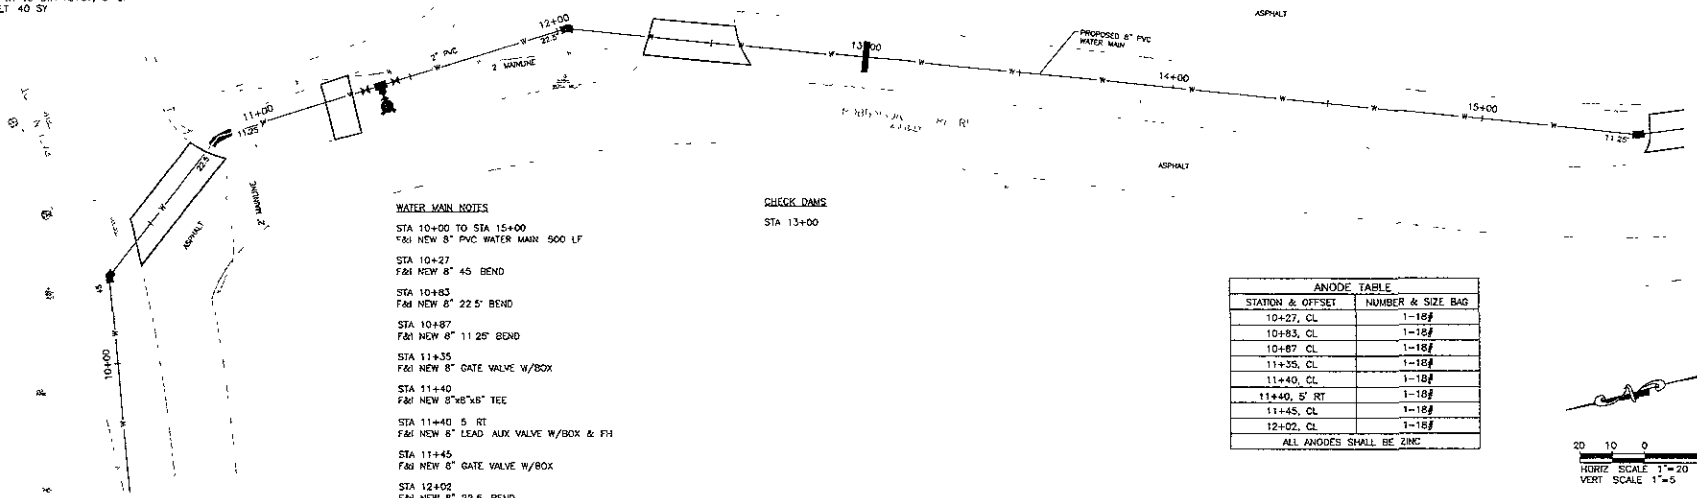 ET 40 SY
12+00
22.5
2" PVC
2 MAINLINE
11+00
11.25
22.5
ASPHALT
2" MAINLINE
45
10+00
13+00
PROPOSED 8" PVC
WATER MAIN
ASPHALT
14+00
15+00
11.25
ASPHALT
WATER MAIN NOTES
STA 10+00 TO STA 15+00
F&I NEW 8" PVC WATER MAIN 500 LF
STA 10+27
F&I NEW 8" 45 BEND
STA 10+83
F&I NEW 8" 22 5' BEND
STA 10+87
F&I NEW 8" 11 25' BEND
STA 11+35
F&I NEW 8" GATE VALVE W/BOX
STA 11+40
F&I NEW 8"x8"x6" TEE
STA 11+40 5 RT
F&I NEW 6" LEAD AUX VALVE W/BOX & FH
STA 11+45
F&I NEW 8" GATE VALVE W/BOX
STA 12+02
F&I NEW 8" 22.5 BEND
CHECK DAMS
STA 13+00
ANODE TABLE
STATION & OFFSET NUMBER & SIZE BAG
10+27, CL 1-18#
10+83, CL 1-18#
10+87 CL 1-18#
11+35, CL 1-18#
11+40, CL 1-18#
11+40, 5' RT 1-18#
11+45, CL 1-18#
12+02, CL 1-18#
ALL ANODES SHALL BE ZINC
20 10 0
HORIZ SCALE 1"=20
VERT SCALE 1"=5